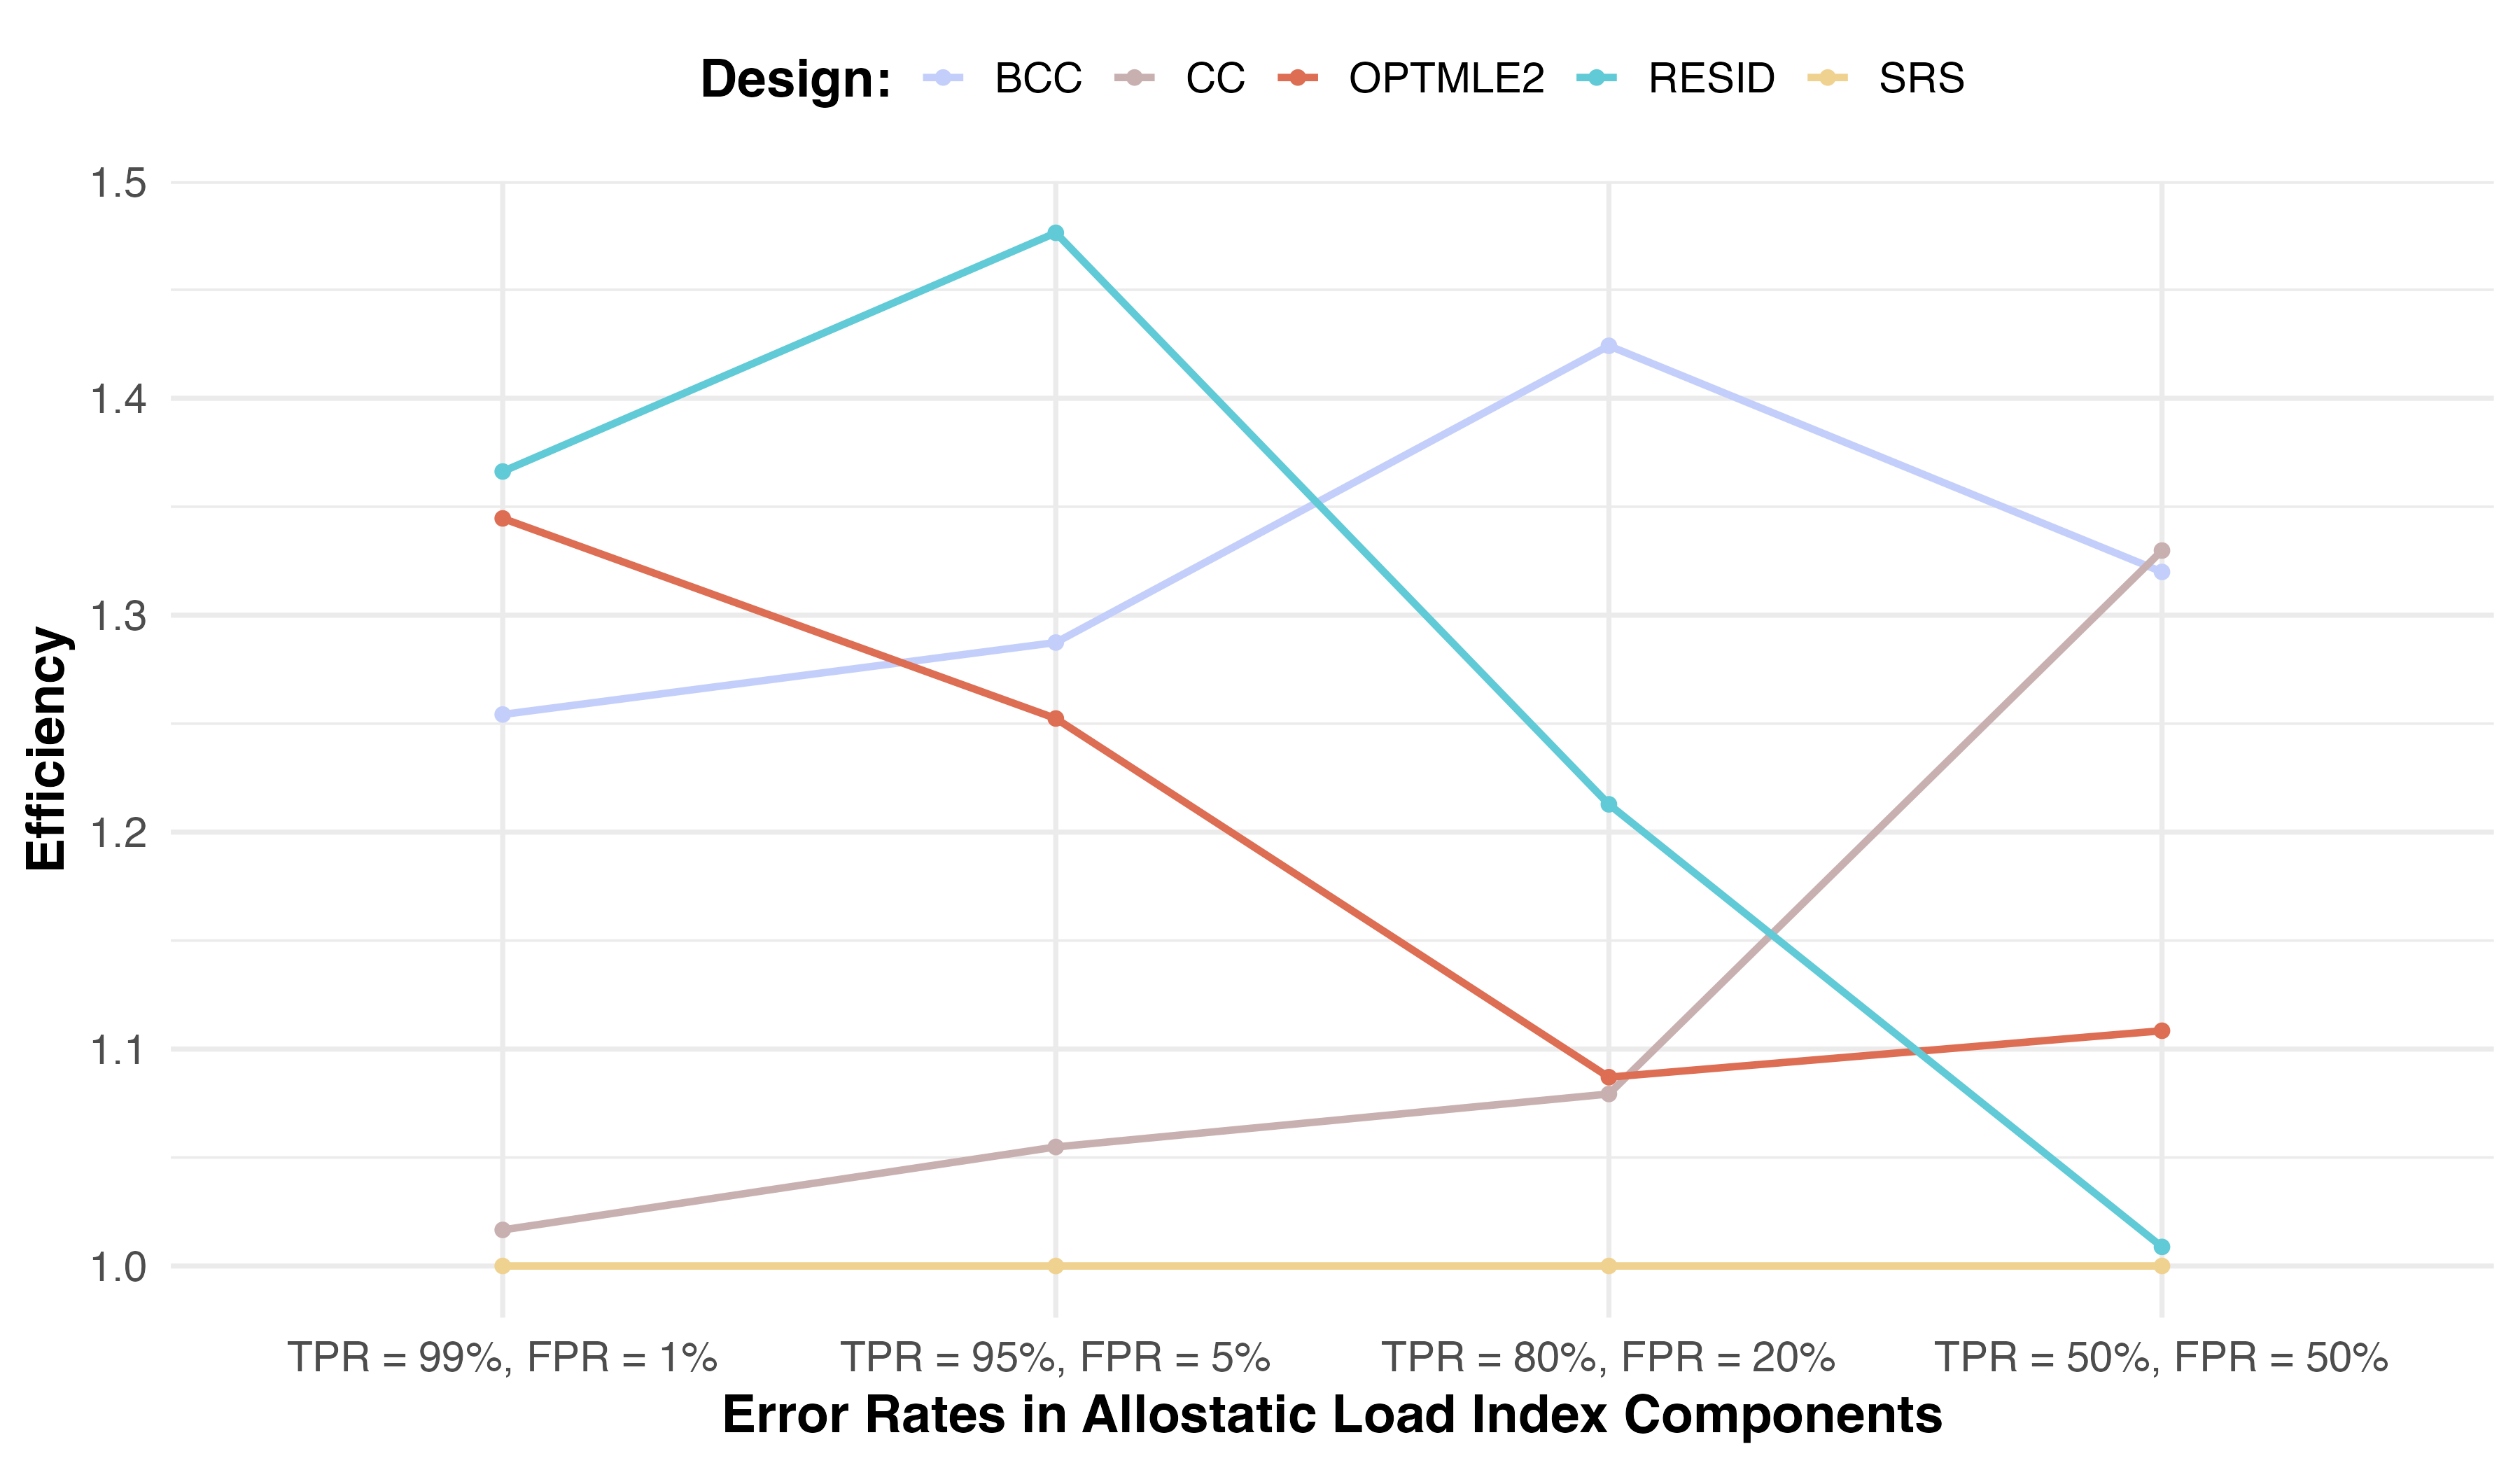 Design: BCC CC OPTMLE2 RESID SRS
1.5
1.4
1.3
1.2
1.1
1.0
Efficiency
TPR = 99%, FPR = 1% TPR = 95%, FPR = 5% TPR = 80%, FPR = 20% TPR = 50%, FPR = 50%
Error Rates in Allostatic Load Index Components